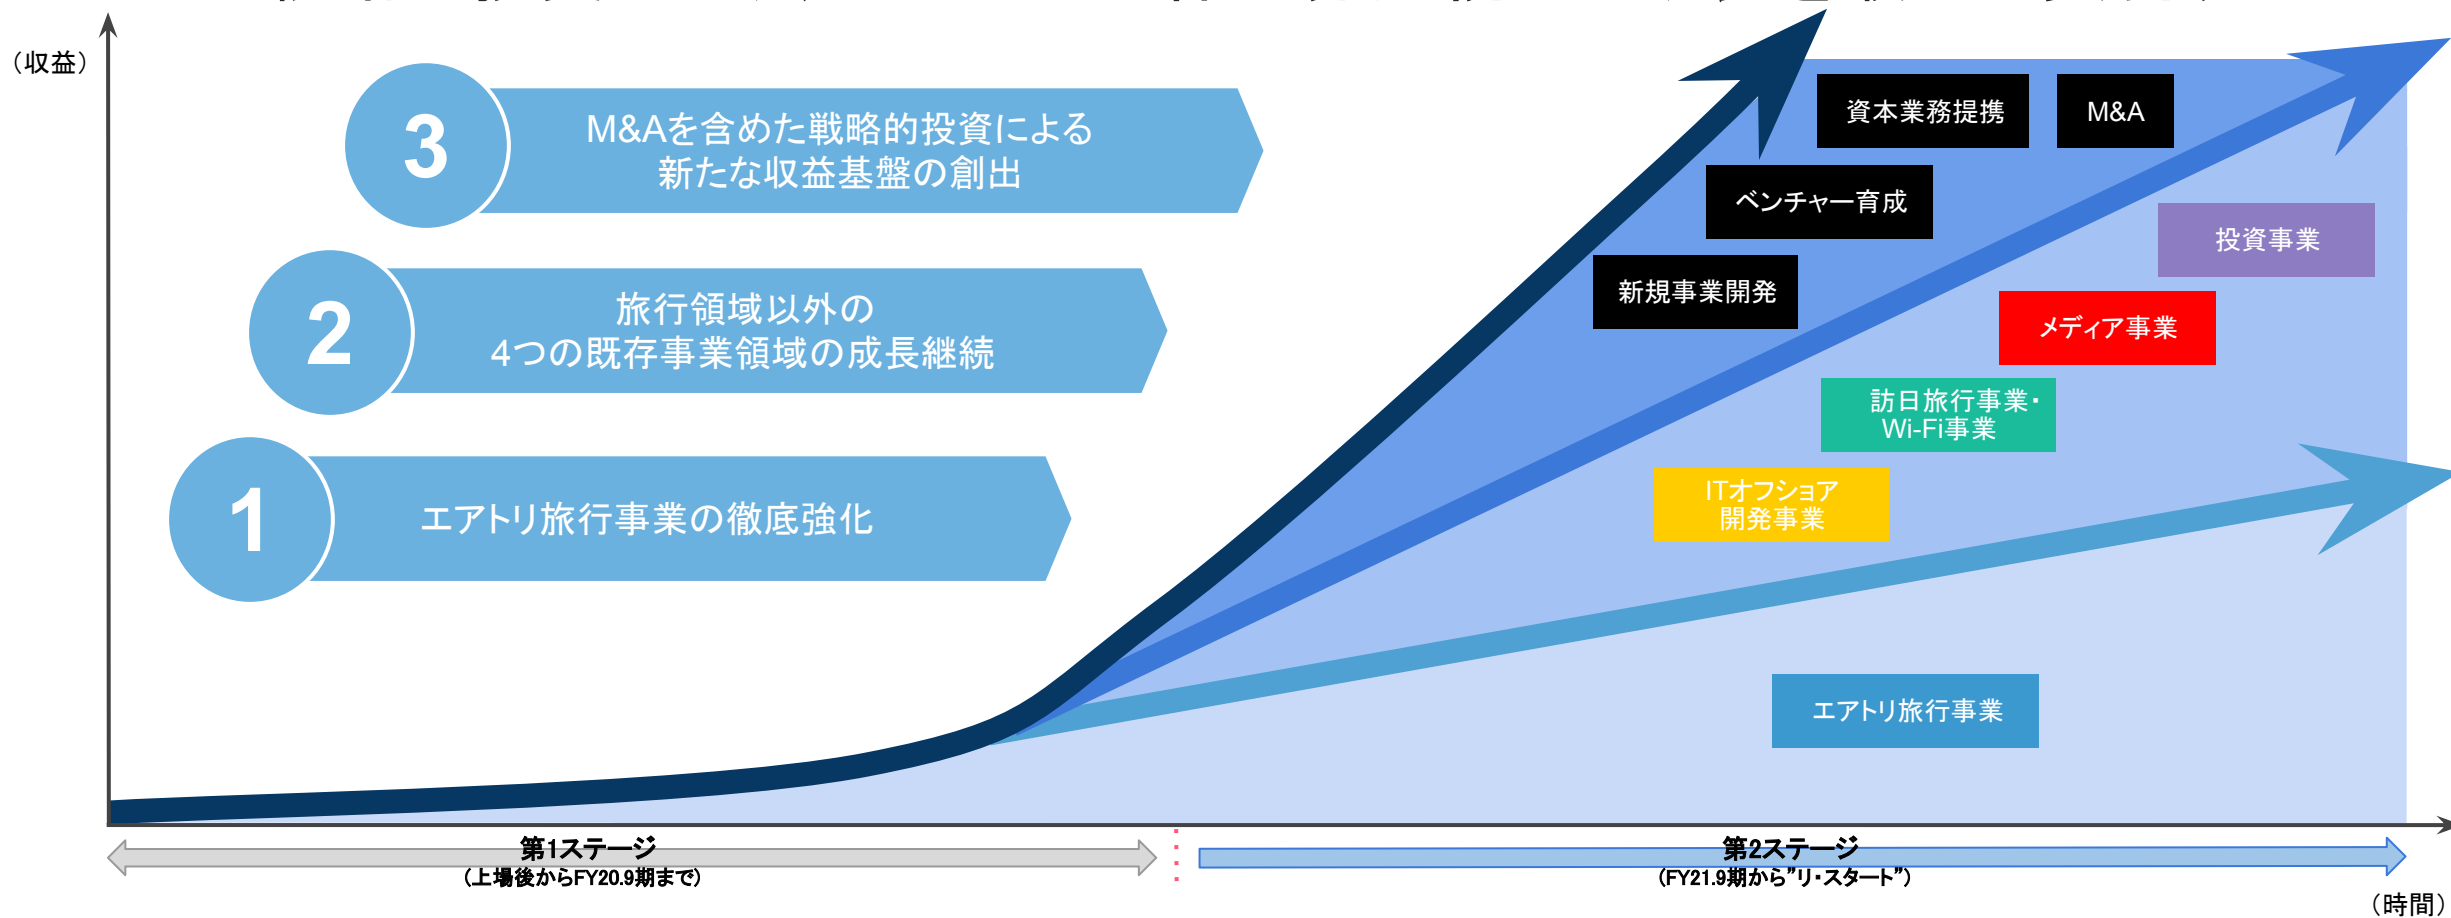 （収益）
3
M&Aを含めた戦略的投資による
新たな収益基盤の創出
2
旅行領域以外の
4つの既存事業領域の成長継続
1
エアトリ旅行事業の徹底強化
資本業務提携
M&A
ベンチャー育成
新規事業開発
投資事業
メディア事業
訪日旅行事業・
Wi-Fi事業
ITオフショア
開発事業
エアトリ旅行事業
第1ステージ
(上場後からFY20.9期まで)
第2ステージ
(FY21.9期から”リ・スタート”)
（時間）